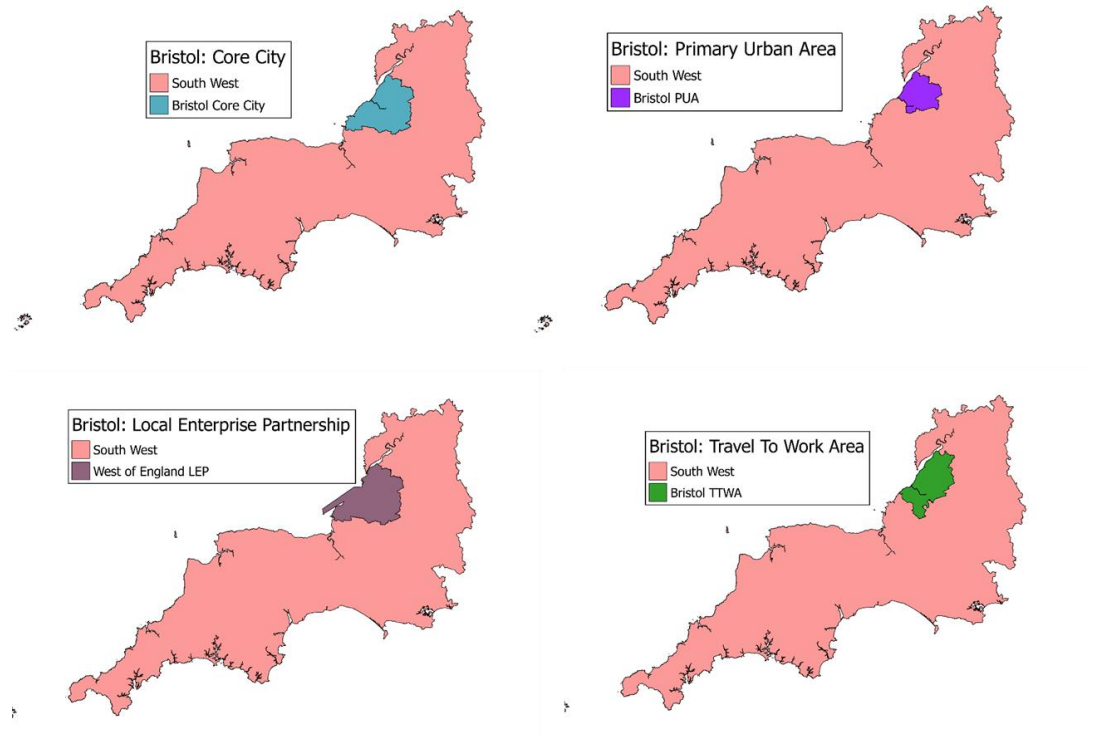 Bristol: Core City
South West
Bristol Core City
Bristol: Primary Urban Area
South West
Bristol PUA
Bristol: Local Enterprise Partnership
South West
West of England LEP
Bristol: Travel To Work Area
South West
Bristol TTWA